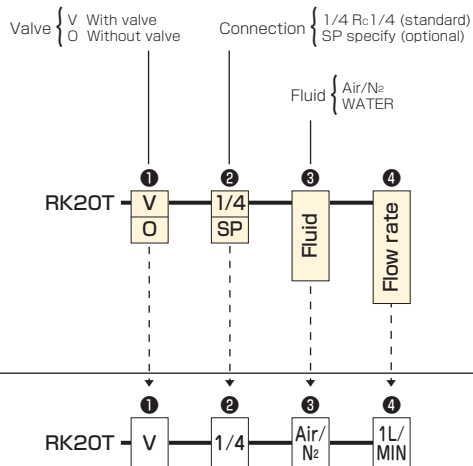 Valve { V With valve
O Without valve
Connection { 1/4 Rc1/4 (standard)
SP specify (optional)
Fluid { Air/N2
WATER
❶ ❷ ❸ ❹
RK20T V 1/4 Fluid Flow rate
O SP
❶ ❷ ❸ ❹
RK20T V 1/4 Air/N2 1L/MIN